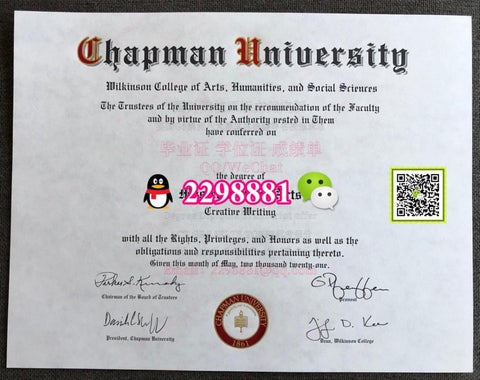 Chapman University
Wilkinson College of Arts, Humanities, and Social Sciences
The Trustees of the University on the recommendation of the Faculty
and by virtue of the Authority vested in Them
have conferred on
毕业证 学位证 成绩单
QQ/WeChat
the degree of
2298881
Arts
Creative Writing
with all the Rights, Privileges, and Honors as well as the
obligations and responsibilities pertaining thereto.
Given this month of May, two thousand twenty-one.
Chairman of the Board of Trustees
Provost
President, Chapman University
Dean, Wilkinson College
CHAPMAN UNIVERSITY
1861